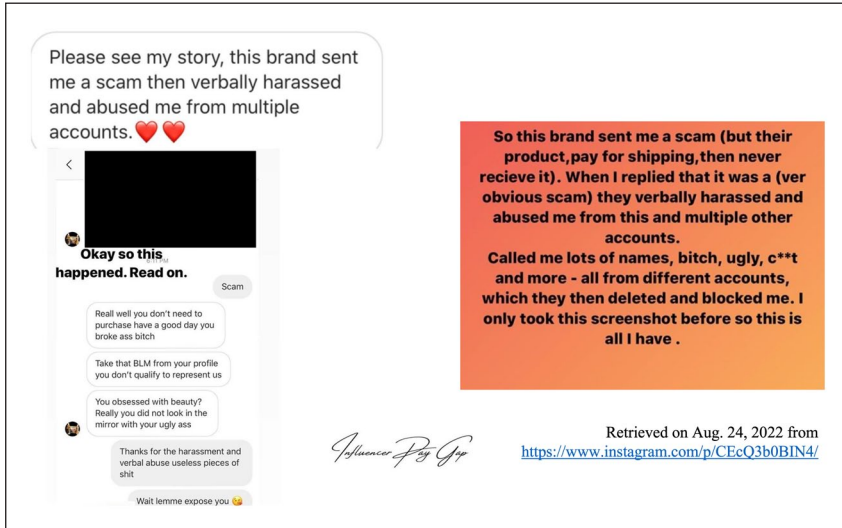 Please see my story, this brand sent
me a scam then verbally harassed
and abused me from multiple
accounts.❤️ ❤️
<
Okay so this
6:11 PM
happened. Read on.
Scam
Reall well you don't need to
purchase have a good day you
broke ass bitch
Take that BLM from your profile
you don't qualify to represent us
You obsessed with beauty?
Really you did not look in the
mirror with your ugly ass
Thanks for the harassment and
verbal abuse useless pieces of
shit
Wait lemme expose you 😋
So this brand sent me a scam (but their
product,pay for shipping,then never
recieve it). When I replied that it was a (ver
obvious scam) they verbally harassed and
abused me from this and multiple other
accounts.
Called me lots of names, bitch, ugly, c**t
and more - all from different accounts,
which they then deleted and blocked me. I
only took this screenshot before so this is
all I have .
Influencer Pay Gap
Retrieved on Aug. 24, 2022 from
https://www.instagram.com/p/CEcQ3b0BIN4/